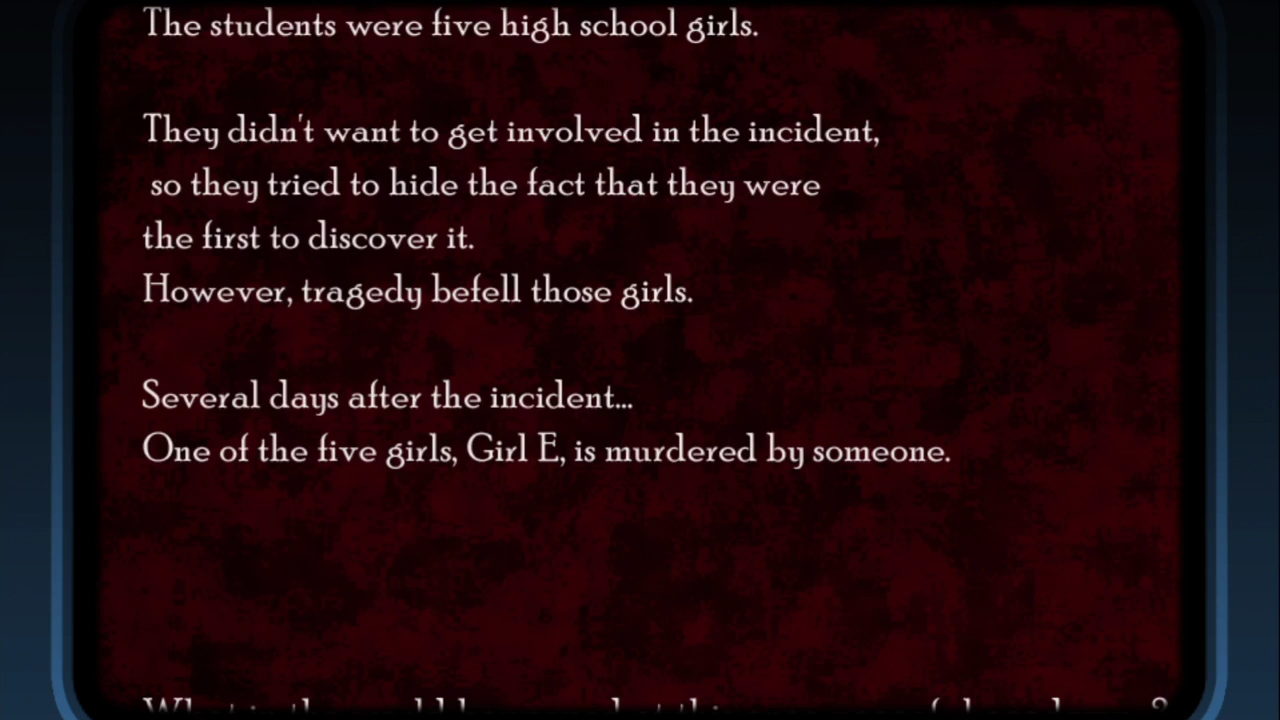 The students were five high school girls.
They didn't want to get involved in the incident,
so they tried to hide the fact that they were
the first to discover it.
However, tragedy befell those girls.
Several days after the incident...
One of the five girls, Girl E, is murdered by someone.